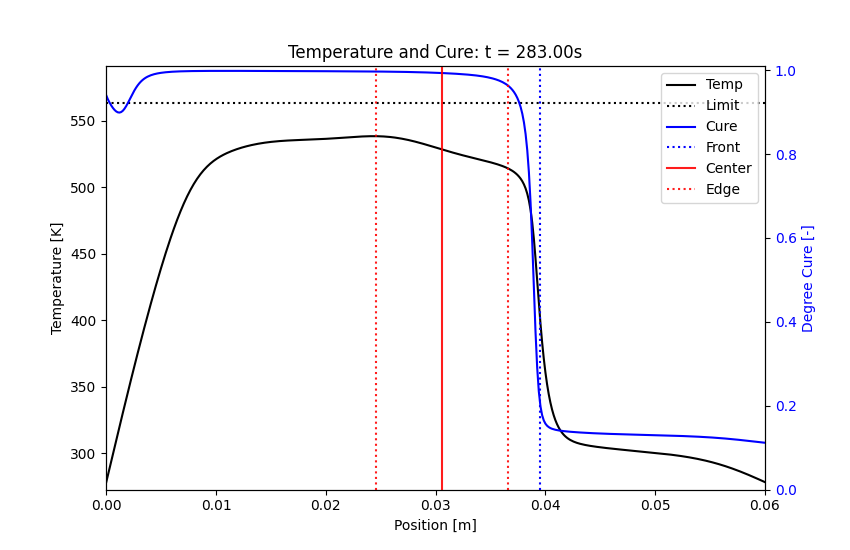 Temperature and Cure: t = 283.00s
Temperature [K]
550
500
450
400
350
300
0.00
0.01
0.02
0.03
0.04
0.05
0.06
Position [m]
1.0
0.8
0.6
0.4
0.2
0.0
Degree Cure [-]
Temp
Limit
Cure
Front
Center
Edge